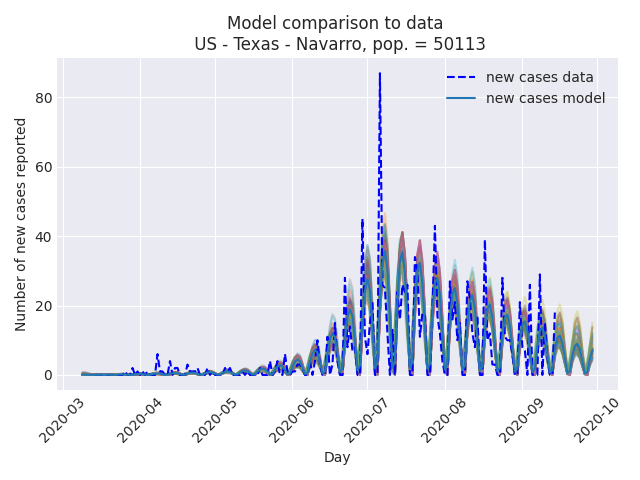 Model comparison to data
US - Texas - Navarro, pop. = 50113
new cases data
new cases model
Number of new cases reported
80
60
40
20
0
2020-03
2020-04
2020-05
2020-06
2020-07
2020-08
2020-09
2020-10
Day